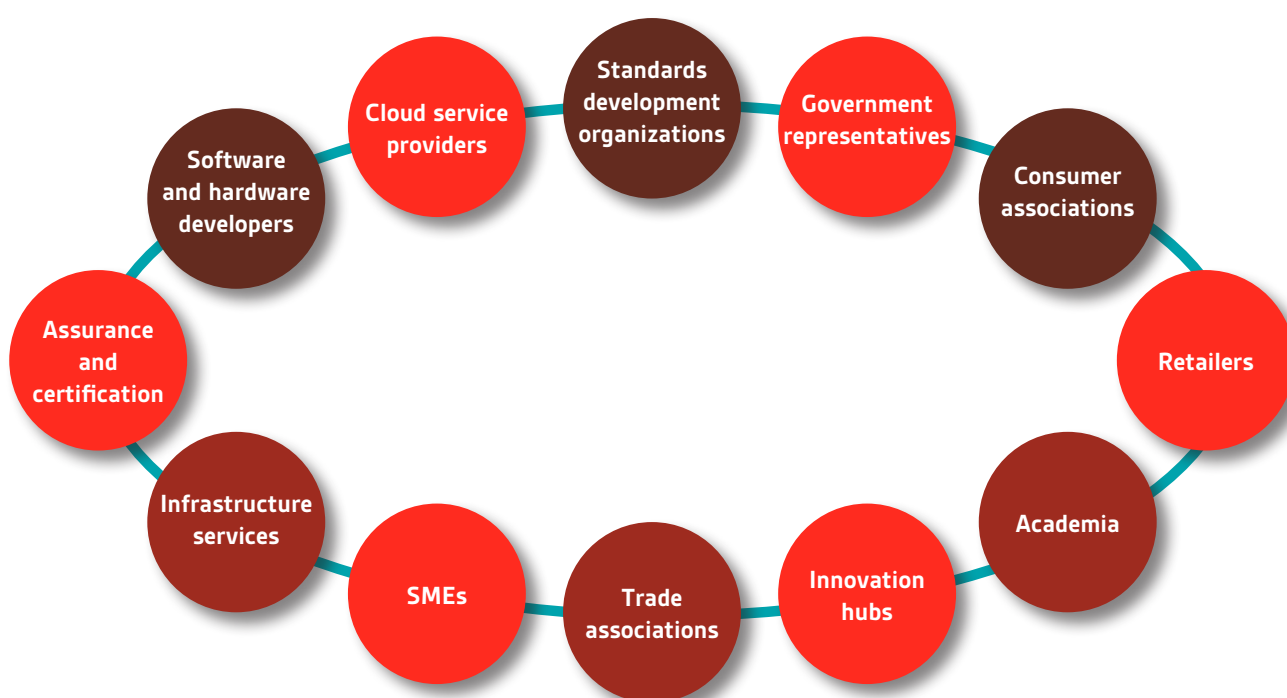 Standards
development
organizations
Government
representatives
Consumer
associations
Retailers
Academia
Innovation
hubs
Trade
associations
SMEs
Infrastructure
services
Assurance
and
certification
Software
and hardware
developers
Cloud service
providers